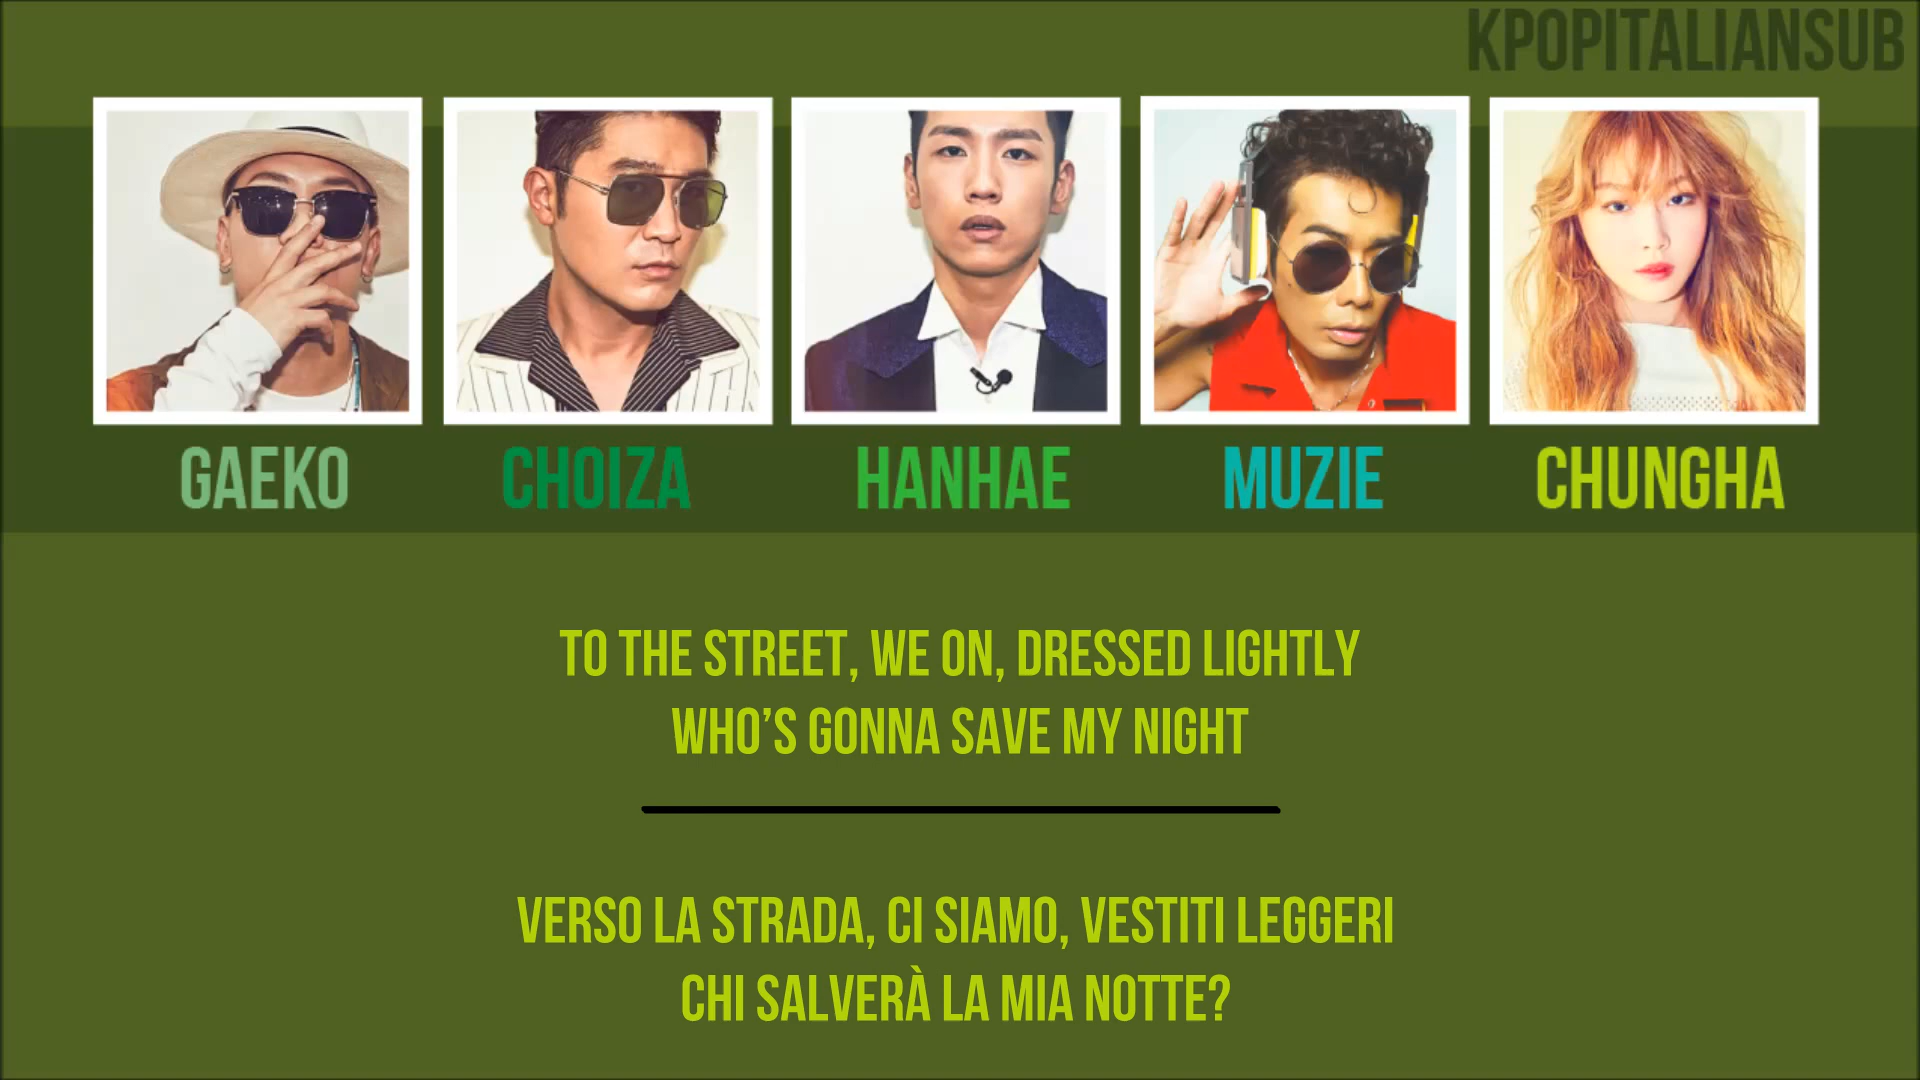 KPOPITALIANSUB
GAEKO CHOIZA HANHAE MUZIE CHUNGHA
TO THE STREET, WE ON, DRESSED LIGHTLY
WHO’S GONNA SAVE MY NIGHT
VERSO LA STRADA, CI SIAMO, VESTITI LEGGERI
CHI SALVERÀ LA MIA NOTTE?